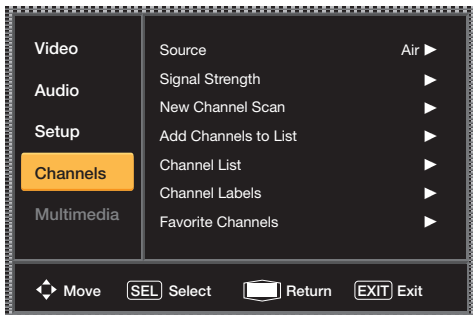 Video
Audio
Setup
Channels
Multimedia
Source Air ▶
Signal Strength ▶
New Channel Scan ▶
Add Channels to List ▶
Channel List ▶
Channel Labels ▶
Favorite Channels ▶
Move SEL Select Return EXIT Exit